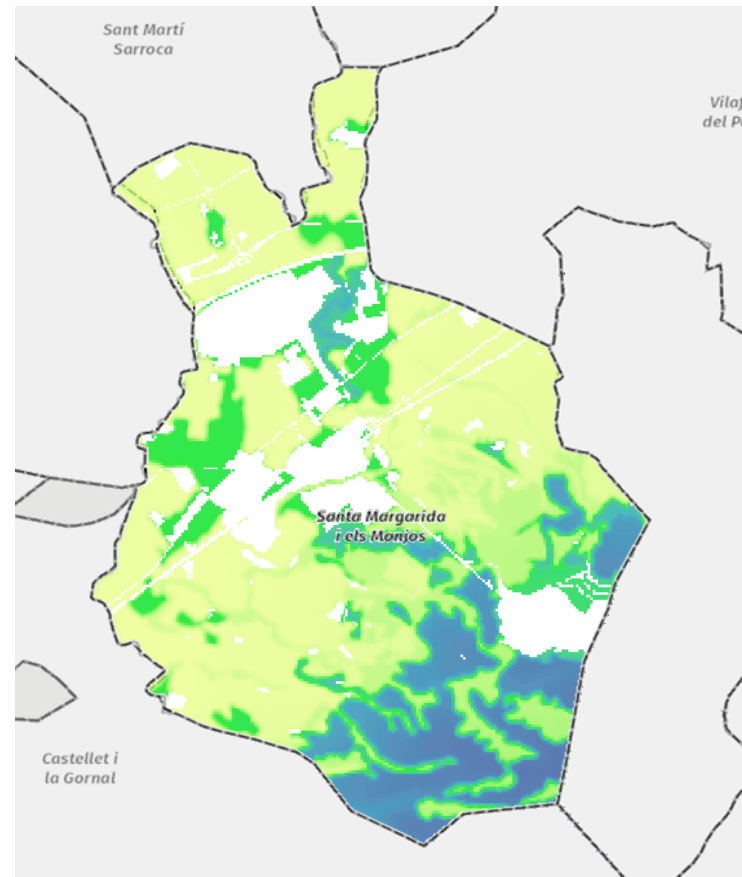 Sant Martí
Sarroca
Santa Margarida
i els Monjos
Castellet i
la Gornal